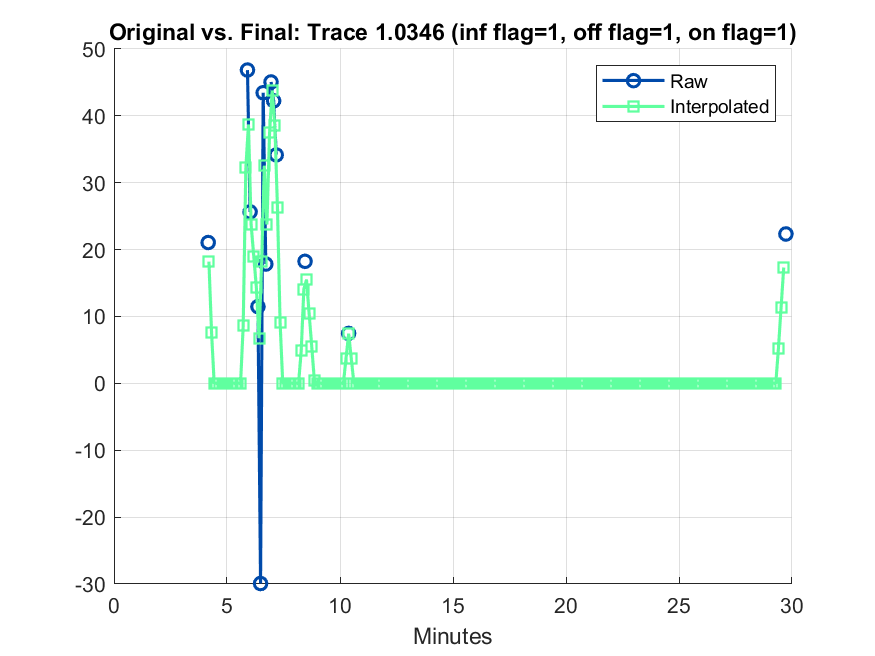 Original vs. Final: Trace 1.0346 (inf flag=1, off flag=1, on flag=1)
50
40
30
20
10
0
-10
-20
-30
0 5 10 15 20 25 30
Minutes
Raw
Interpolated